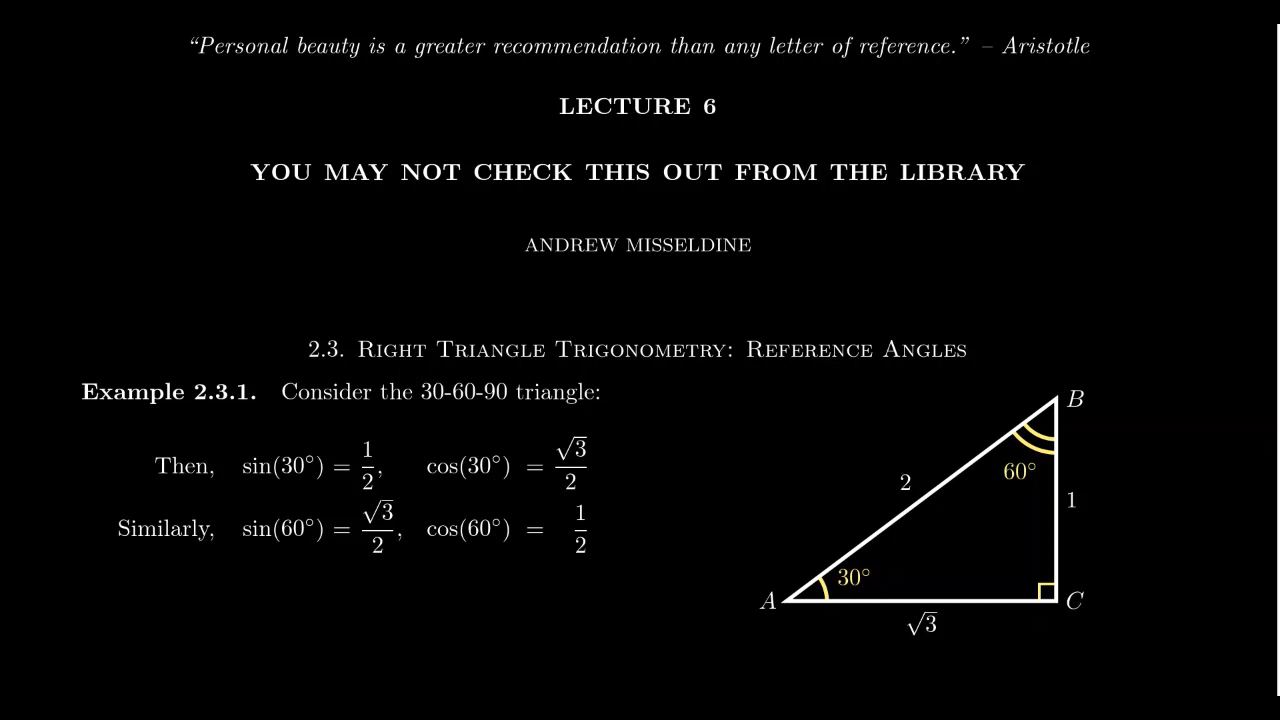 “Personal beauty is a greater recommendation than any letter of reference.” – Aristotle
LECTURE 6
YOU MAY NOT CHECK THIS OUT FROM THE LIBRARY
ANDREW MISSELDINE
2.3. Right Triangle Trigonometry: Reference Angles
Example 2.3.1. Consider the 30-60-90 triangle:
Then, sin(30°) = 1/2, cos(30°) = √3/2
Similarly, sin(60°) = √3/2, cos(60°) = 1/2
B
60°
2
1
30°
A
C
√3